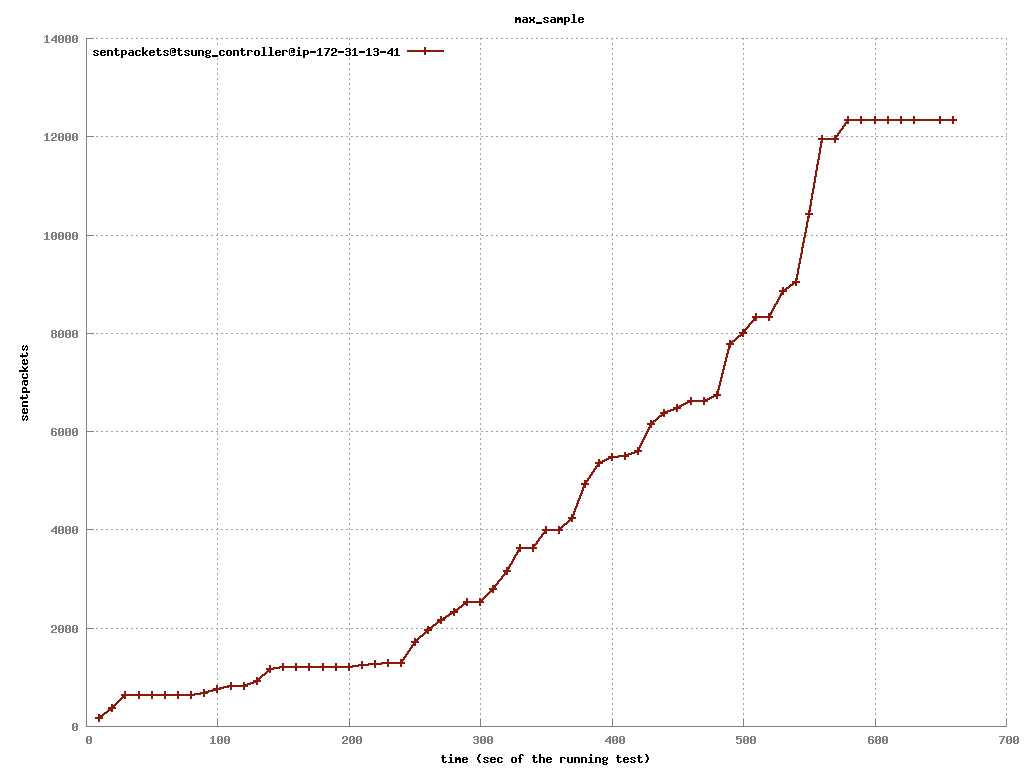 max_sample
sentpackets@tsung_controller@ip-172-31-13-41
14000
12000
10000
8000
6000
4000
2000
0
sentpackets
0 100 200 300 400 500 600 700
time (sec of the running test)